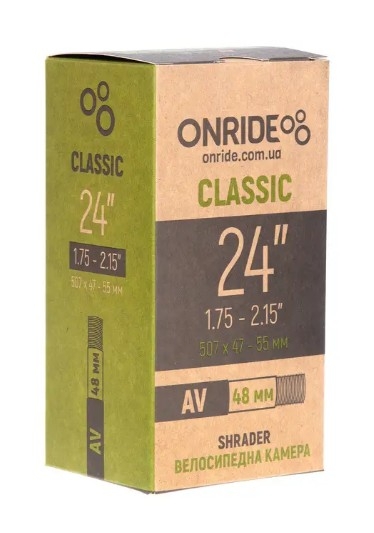 CLASSIC
24"
1.75 - 2.15"
507 x 47 - 55 мм
48 мм
AV
ONRIDE
onride.com.ua
CLASSIC
24"
1.75 - 2.15"
507 x 47 - 55 мм
AV 48 мм
SHRADER
ВЕЛОСИПЕДНА КАМЕРА